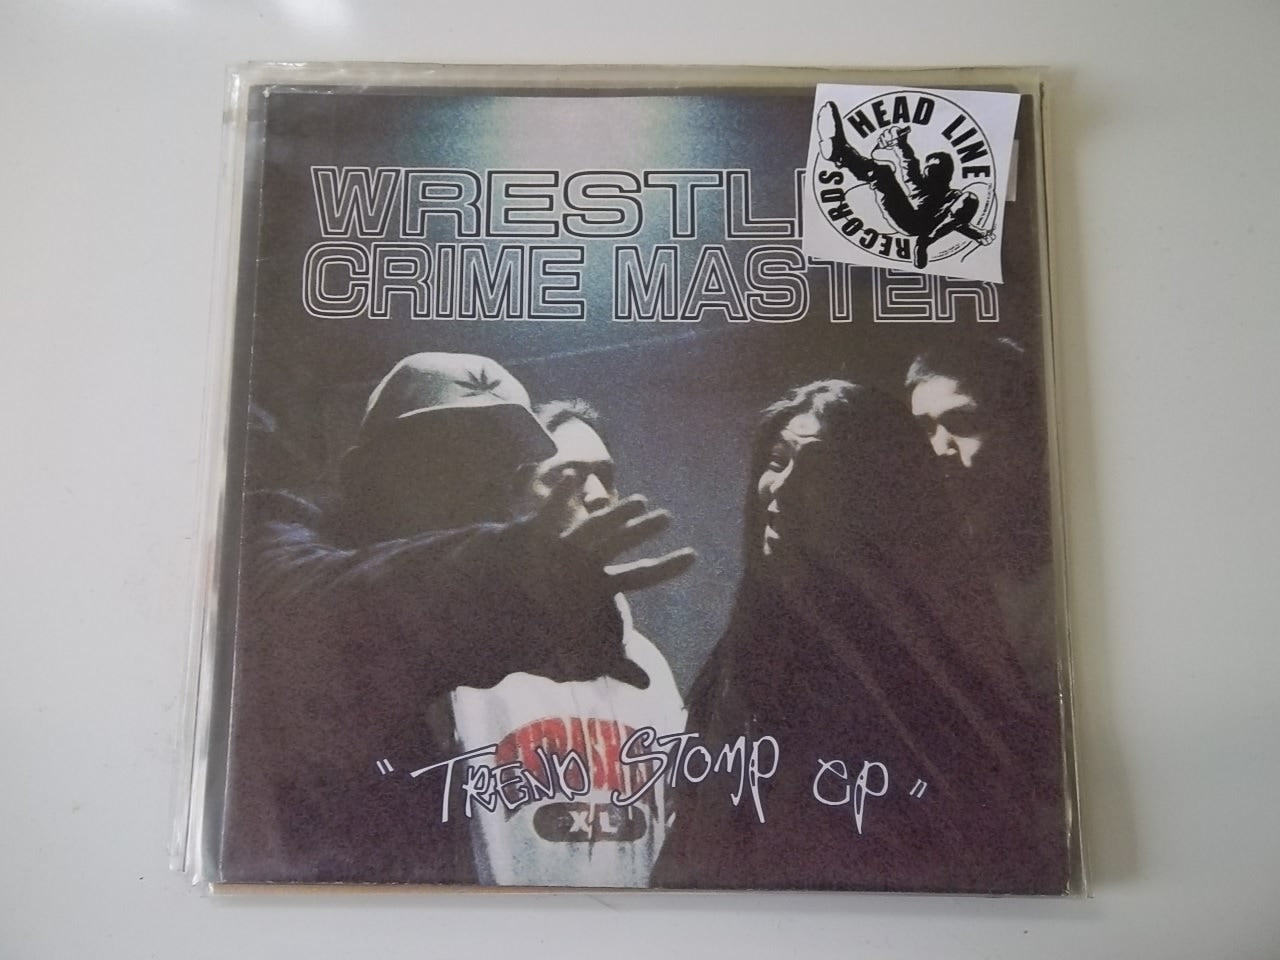 HEAD LINE
RECORDS
WRESTL
CRIME MASTER
" TREND STOMP EP "
XL